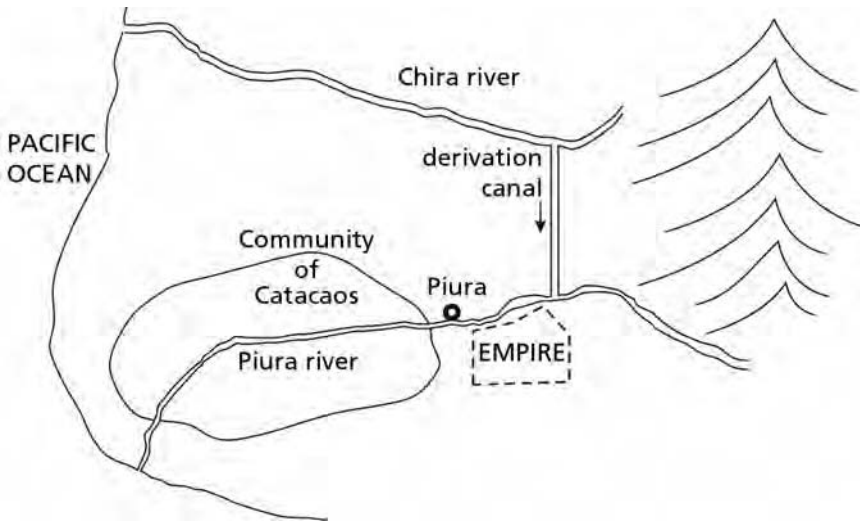 Chira river
PACIFIC
OCEAN
derivation
canal
Community
of
Catacaos
Piura
Piura river
EMPIRE